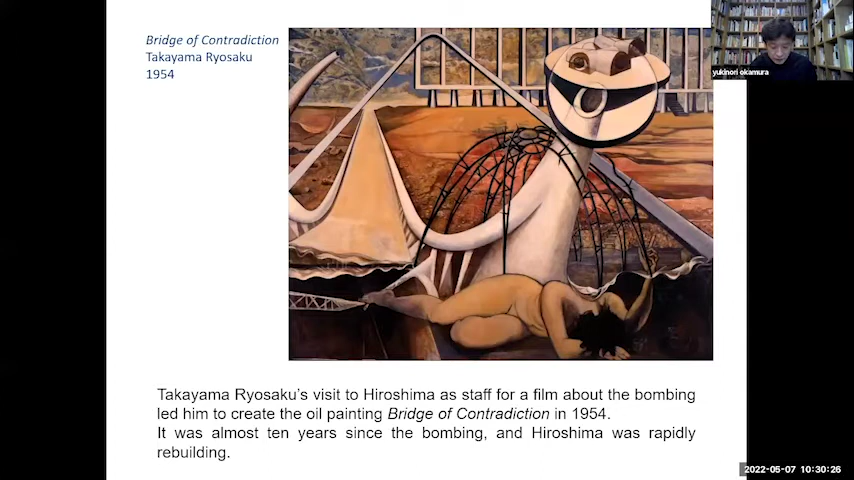 Bridge of Contradiction
Takayama Ryosaku
1954
yukinori okamura
Takayama Ryosaku's visit to Hiroshima as staff for a film about the bombing
led him to create the oil painting Bridge of Contradiction in 1954.
It was almost ten years since the bombing, and Hiroshima was rapidly
rebuilding.
2022-05-07 10:30:26